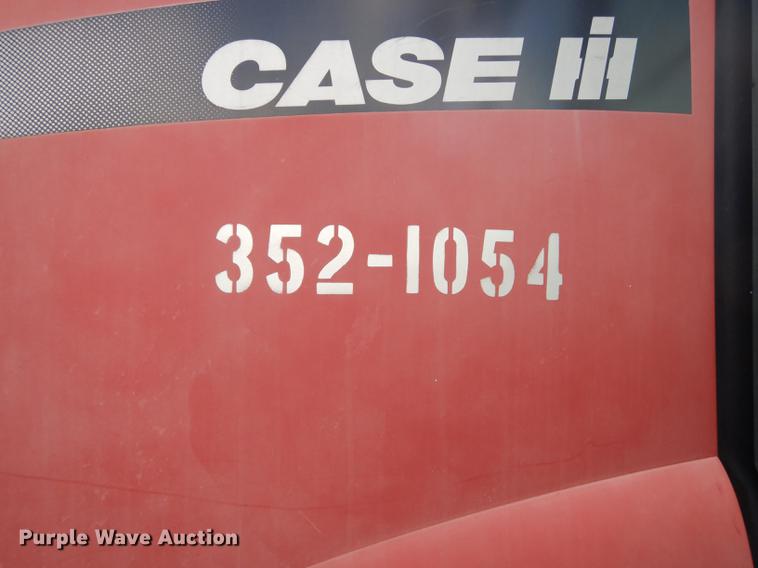 CASE IH
352-1054
Purple Wave Auction